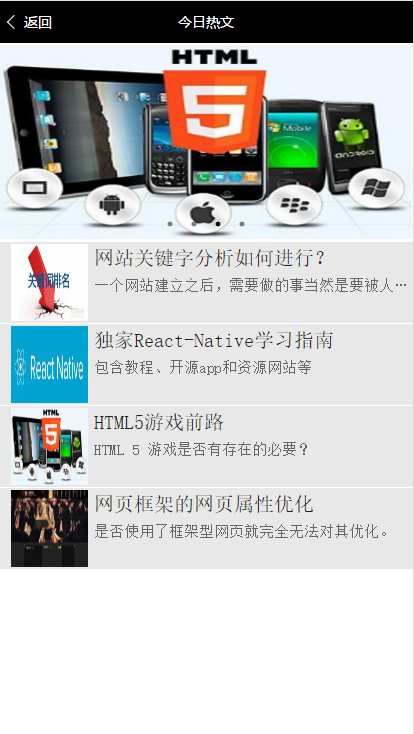 返回
今日热文
HTML
5
Mobile
ANDROID
网站关键字分析如何进行？
关键词排名
一个网站建立之后，需要做的事当然是要被人…
独家React-Native学习指南
React Native
包含教程、开源app和资源网站等
HTML
5
HTML5游戏前路
HTML 5 游戏是否有存在的必要？
网页框架的网页属性优化
是否使用了框架型网页就完全无法对其优化。